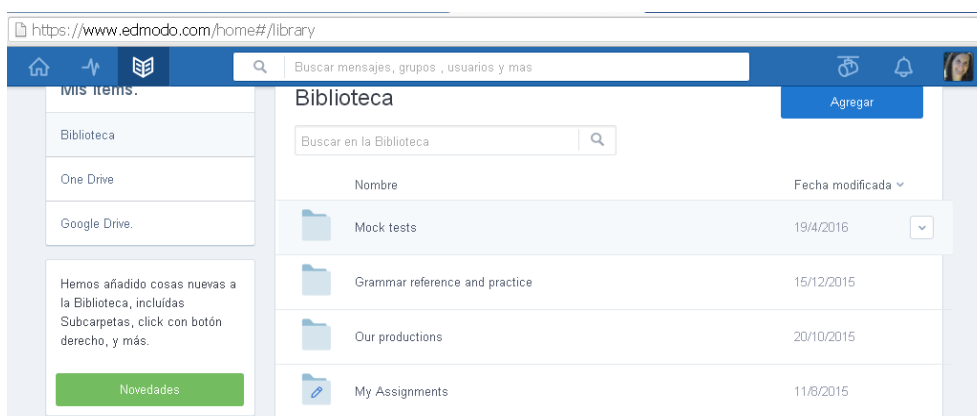 https://www.edmodo.com/home#/library
Buscar mensajes, grupos , usuarios y mas
Mis items:
Biblioteca
One Drive
Google Drive.
Hemos añadido cosas nuevas a
la Biblioteca, incluídas
Subcarpetas, click con botón
derecho, y más.
Novedades
Biblioteca
Agregar
Buscar en la Biblioteca
Nombre
Fecha modificada
Mock tests
19/4/2016
Grammar reference and practice
15/12/2015
Our productions
20/10/2015
My Assignments
11/8/2015